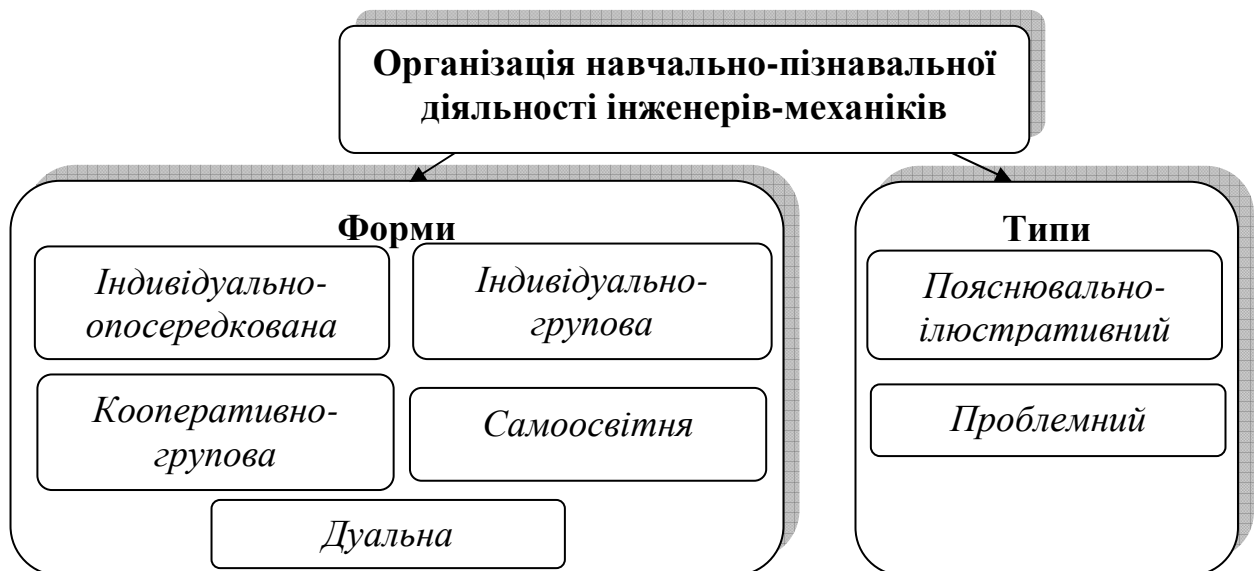 Організація навчально-пізнавальної
діяльності інженерів-механіків
Форми
Індивідуально-
опосередкована
Індивідуально-
групова
Кооперативно-
групова
Самоосвітня
Дуальна
Типи
Пояснювально-
ілюстративний
Проблемний